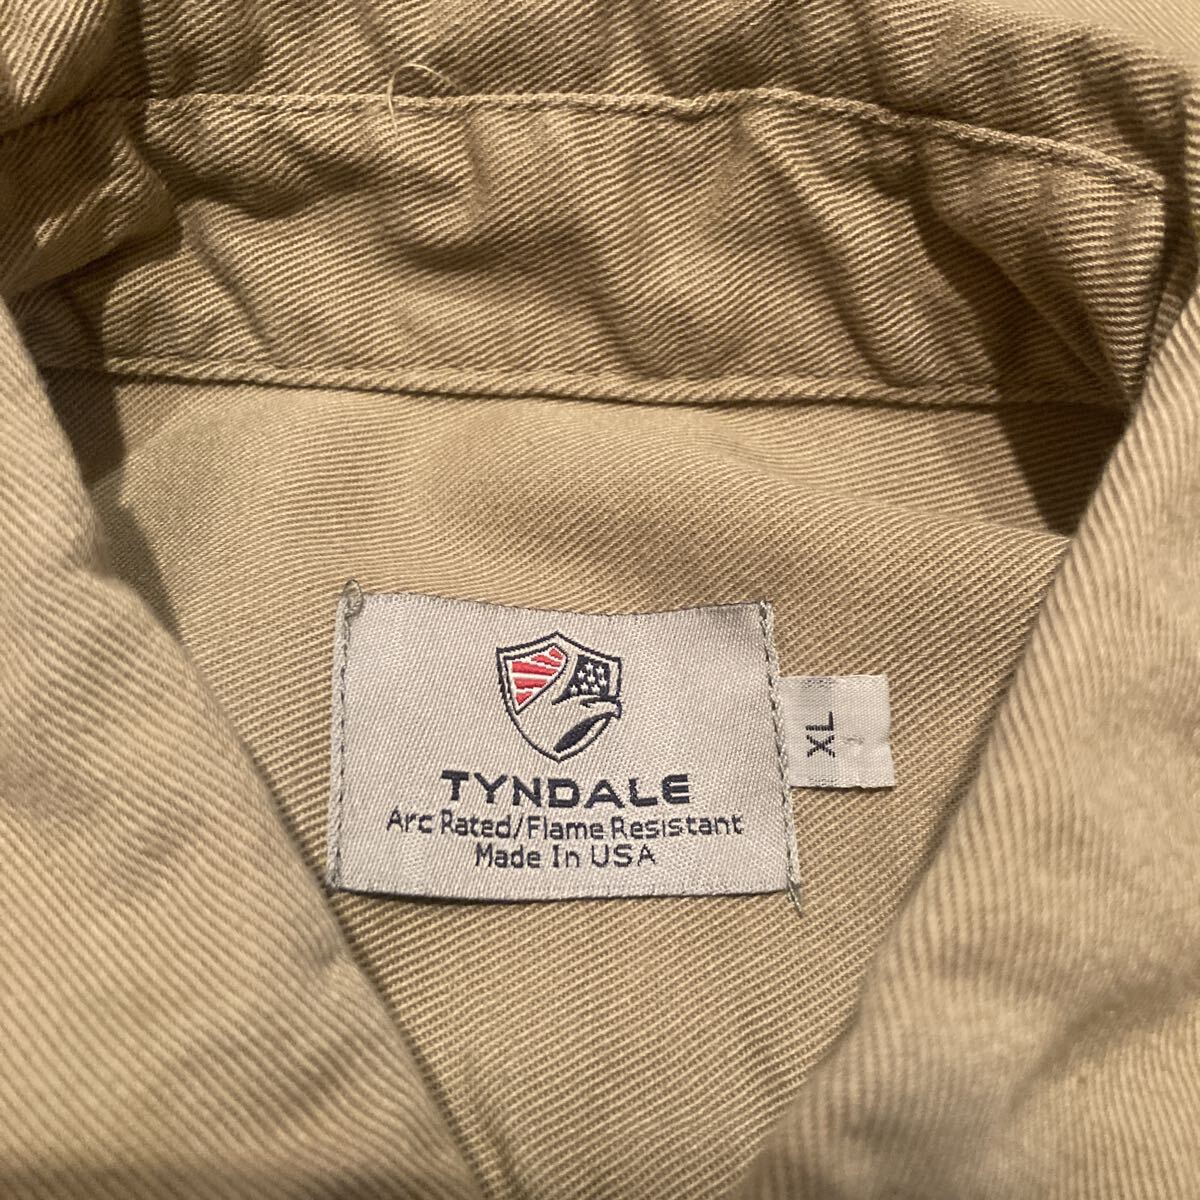 TYNDALE
Arc Rated/Flame Resistant
Made In USA
XL